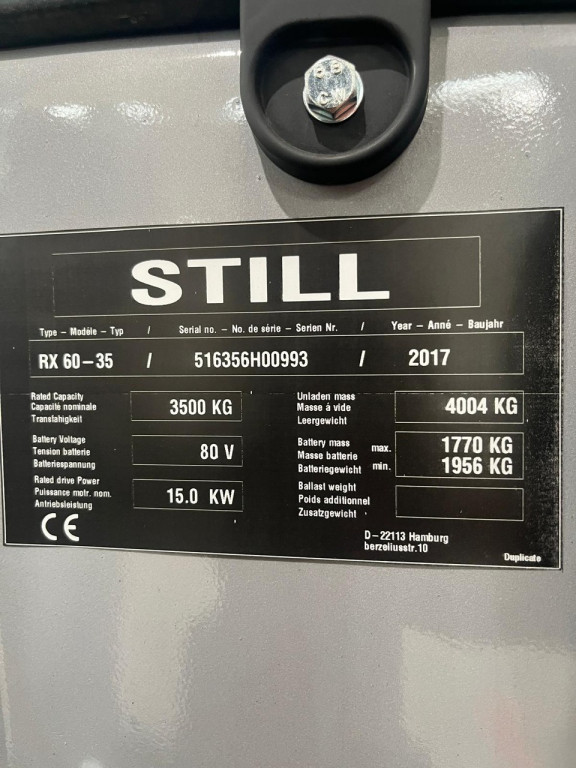 STILL
Type – Modéle – Typ / Serial no. – No. de série – Serien Nr. / Year – Anné – Baujahr
RX 60–35 / 516356H00993 / 2017
Rated Capacity
Capacité nominale
Transfahigkeit
3500 KG
Unladen mass
Masse à vide
Leergewicht
4004 KG
Battery Voltage
Tension batterie
Batteriespannung
80 V
Battery mass
Masse batterie
Batteriegewicht
max. 1770 KG
min. 1956 KG
Rated drive Power
Puissance motr. nom.
Antriebsleistung
15.0 KW
Ballast weight
Poids additionnel
Zusatzgewicht
CE
D–22113 Hamburg
berzeliusstr.10
Duplicate